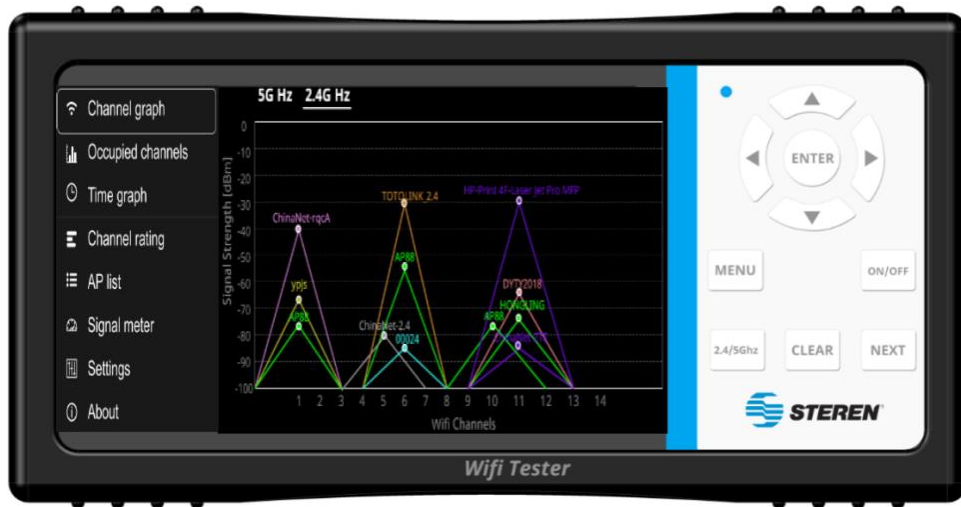 Channel graph
Occupied channels
Time graph
Channel rating
AP list
Signal meter
Settings
About
5G Hz 2.4G Hz
Signal Strength [dBm]
0
-10
-20
-30
-40
-50
-60
-70
-80
-90
-100
ChinaNet-rqcA
ypjs
AP88
TOTOLINK_2.4
AP88
ChinaNet-2.4
00024
HP-Print 4F-Laser Jet Pro MFP
DYTY2018
HONGLING
AP88
1 2 3 4 5 6 7 8 9 10 11 12 13 14
Wifi Channels
ENTER
MENU
ON/OFF
2.4/5Ghz
CLEAR
NEXT
STEREN
Wifi Tester